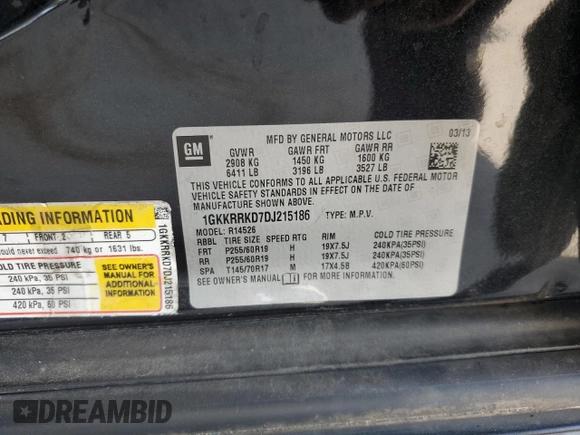 GM
MFD BY GENERAL MOTORS LLC 03/13
GVWR GAWR FRT GAWR RR
2908 KG 1450 KG 1600 KG
6411 LB 3196 LB 3527 LB
THIS VEHICLE CONFORMS TO ALL APPLICABLE U.S. FEDERAL MOTOR
VEHICLE SAFETY STANDARDS IN EFFECT ON THE DATE OF
MANUFACTURE SHOWN ABOVE.
1GKKRRKD7DJ215186 TYPE: M.P.V.
MODEL: R14526
RBBL TIRE SIZE SPEED RTG RIM COLD TIRE PRESSURE
FRT P255/60R19 H 19X7.5J 240KPA(35PSI)
RR P255/60R19 H 19X7.5J 240KPA(35PSI)
SPA T145/70R17 M 17X4.5B 420KPA(60PSI)
SEE OWNER'S MANUAL FOR MORE INFORMATION.
ADING INFORMATION
7 FRONT 2 REAR 5
hould never exceed 740 kg or 1631 lbs.
OLD TIRE PRESSURE
240 kPa, 35 PSI
240 kPa, 35 PSI
420 kPa, 60 PSI
SEE OWNER'S
MANUAL FOR
ADDITIONAL
INFORMATION
1GKKRRKD7DJ215186
DREAMBID